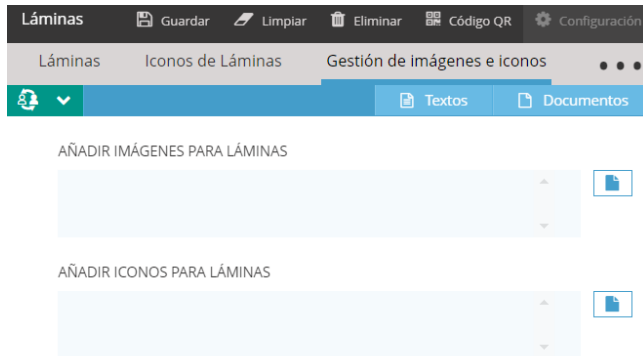 Láminas Guardar Limpiar Eliminar Código QR Configuración
Láminas Iconos de Láminas Gestión de imágenes e iconos
Textos Documentos
AÑADIR IMÁGENES PARA LÁMINAS
AÑADIR ICONOS PARA LÁMINAS